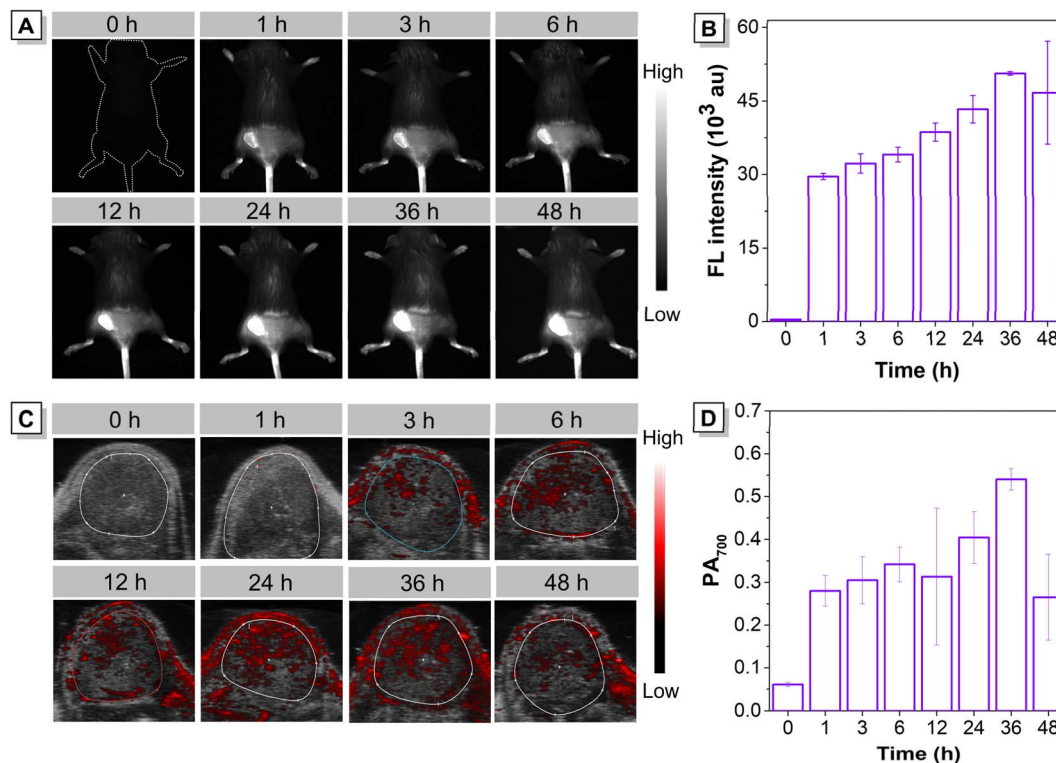 A
0 h
1 h
3 h
6 h
12 h
24 h
36 h
48 h
High
Low
B
FL intensity (10³ au)
60
45
30
15
0
0 1 3 6 12 24 36 48
Time (h)
C
0 h
1 h
3 h
6 h
12 h
24 h
36 h
48 h
High
Low
D
PA₇₀₀
0.7
0.6
0.5
0.4
0.3
0.2
0.1
0.0
0 1 3 6 12 24 36 48
Time (h)